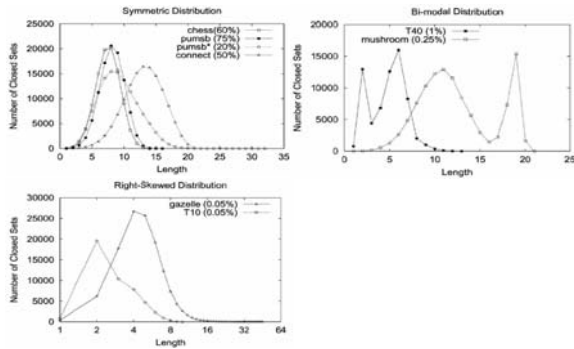 Symmetric Distribution
chess(60%)
pumsb (75%)
pumsb* (20%)
connect (50%)
Number of Closed Sets
25000
20000
15000
10000
5000
0
0 5 10 15 20 25 30 35
Length
Bi-modal Distribution
T40 (1%)
mushroom (0.25%)
Number of Closed Sets
20000
15000
10000
5000
0
0 5 10 15 20 25
Length
Right-Skewed Distribution
gazelle (0.05%)
T10 (0.05%)
Number of Closed Sets
30000
25000
20000
15000
10000
5000
0
1 2 4 8 16 32 64
Length